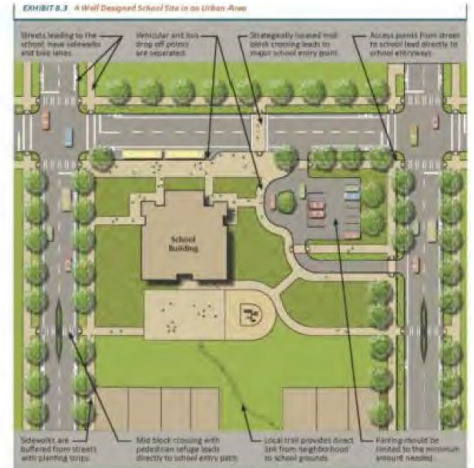 EXHIBIT 8.3 A Well Designed School Site in an Urban Area
Streets leading to the
school have sidewalks
and bike lanes.
Vehicular and bus
drop off points
are separated.
Strategically located mid
block crossing leads to
major school entry point.
Access points from street
to school lead directly to
school entryways.
School
Building
Sidewalks are
buffered from streets
with planting strips.
Mid block crossing with
pedestrian refuge leads
directly to school entry path.
Local trail provides direct
link from neighborhood
to school grounds.
Parking should be
limited to the minimum
amount needed.